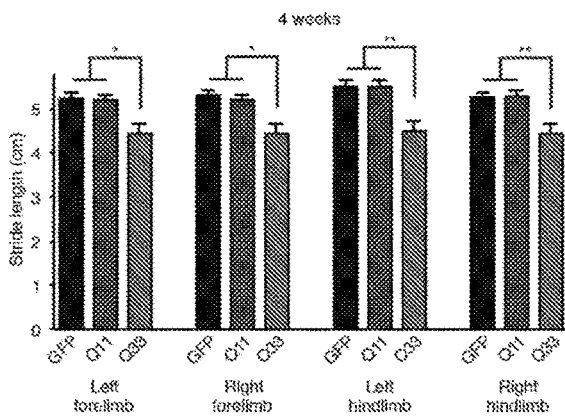 4 weeks
* * ** **
Stride length (cm)
5
4
3
2
1
0
GFP Q11 Q33 GFP Q11 Q33 GFP Q11 Q33 GFP Q11 Q33
Left Right Left Right
forelimb forelimb hindlimb hindlimb